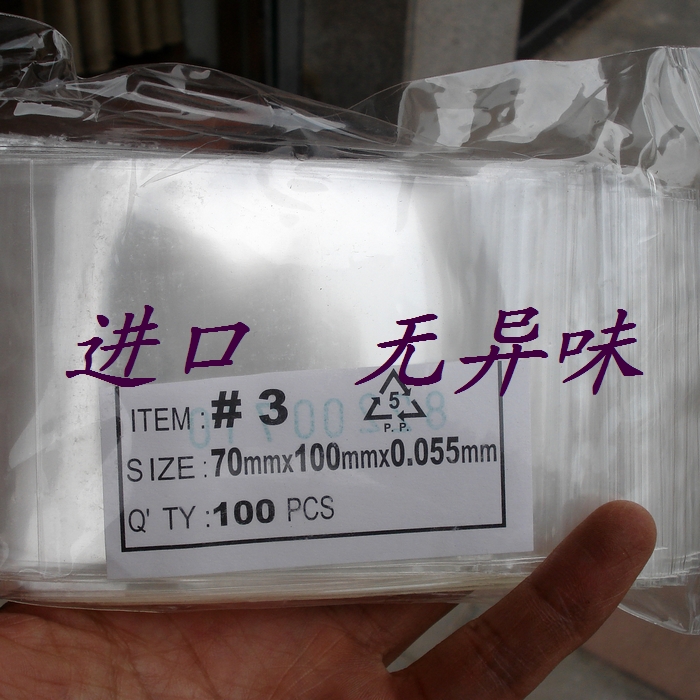 进口 无异味
ITEM : # 3
5
P.P.
SIZE : 70mmx100mmx0.055mm
Q' TY : 100 PCS